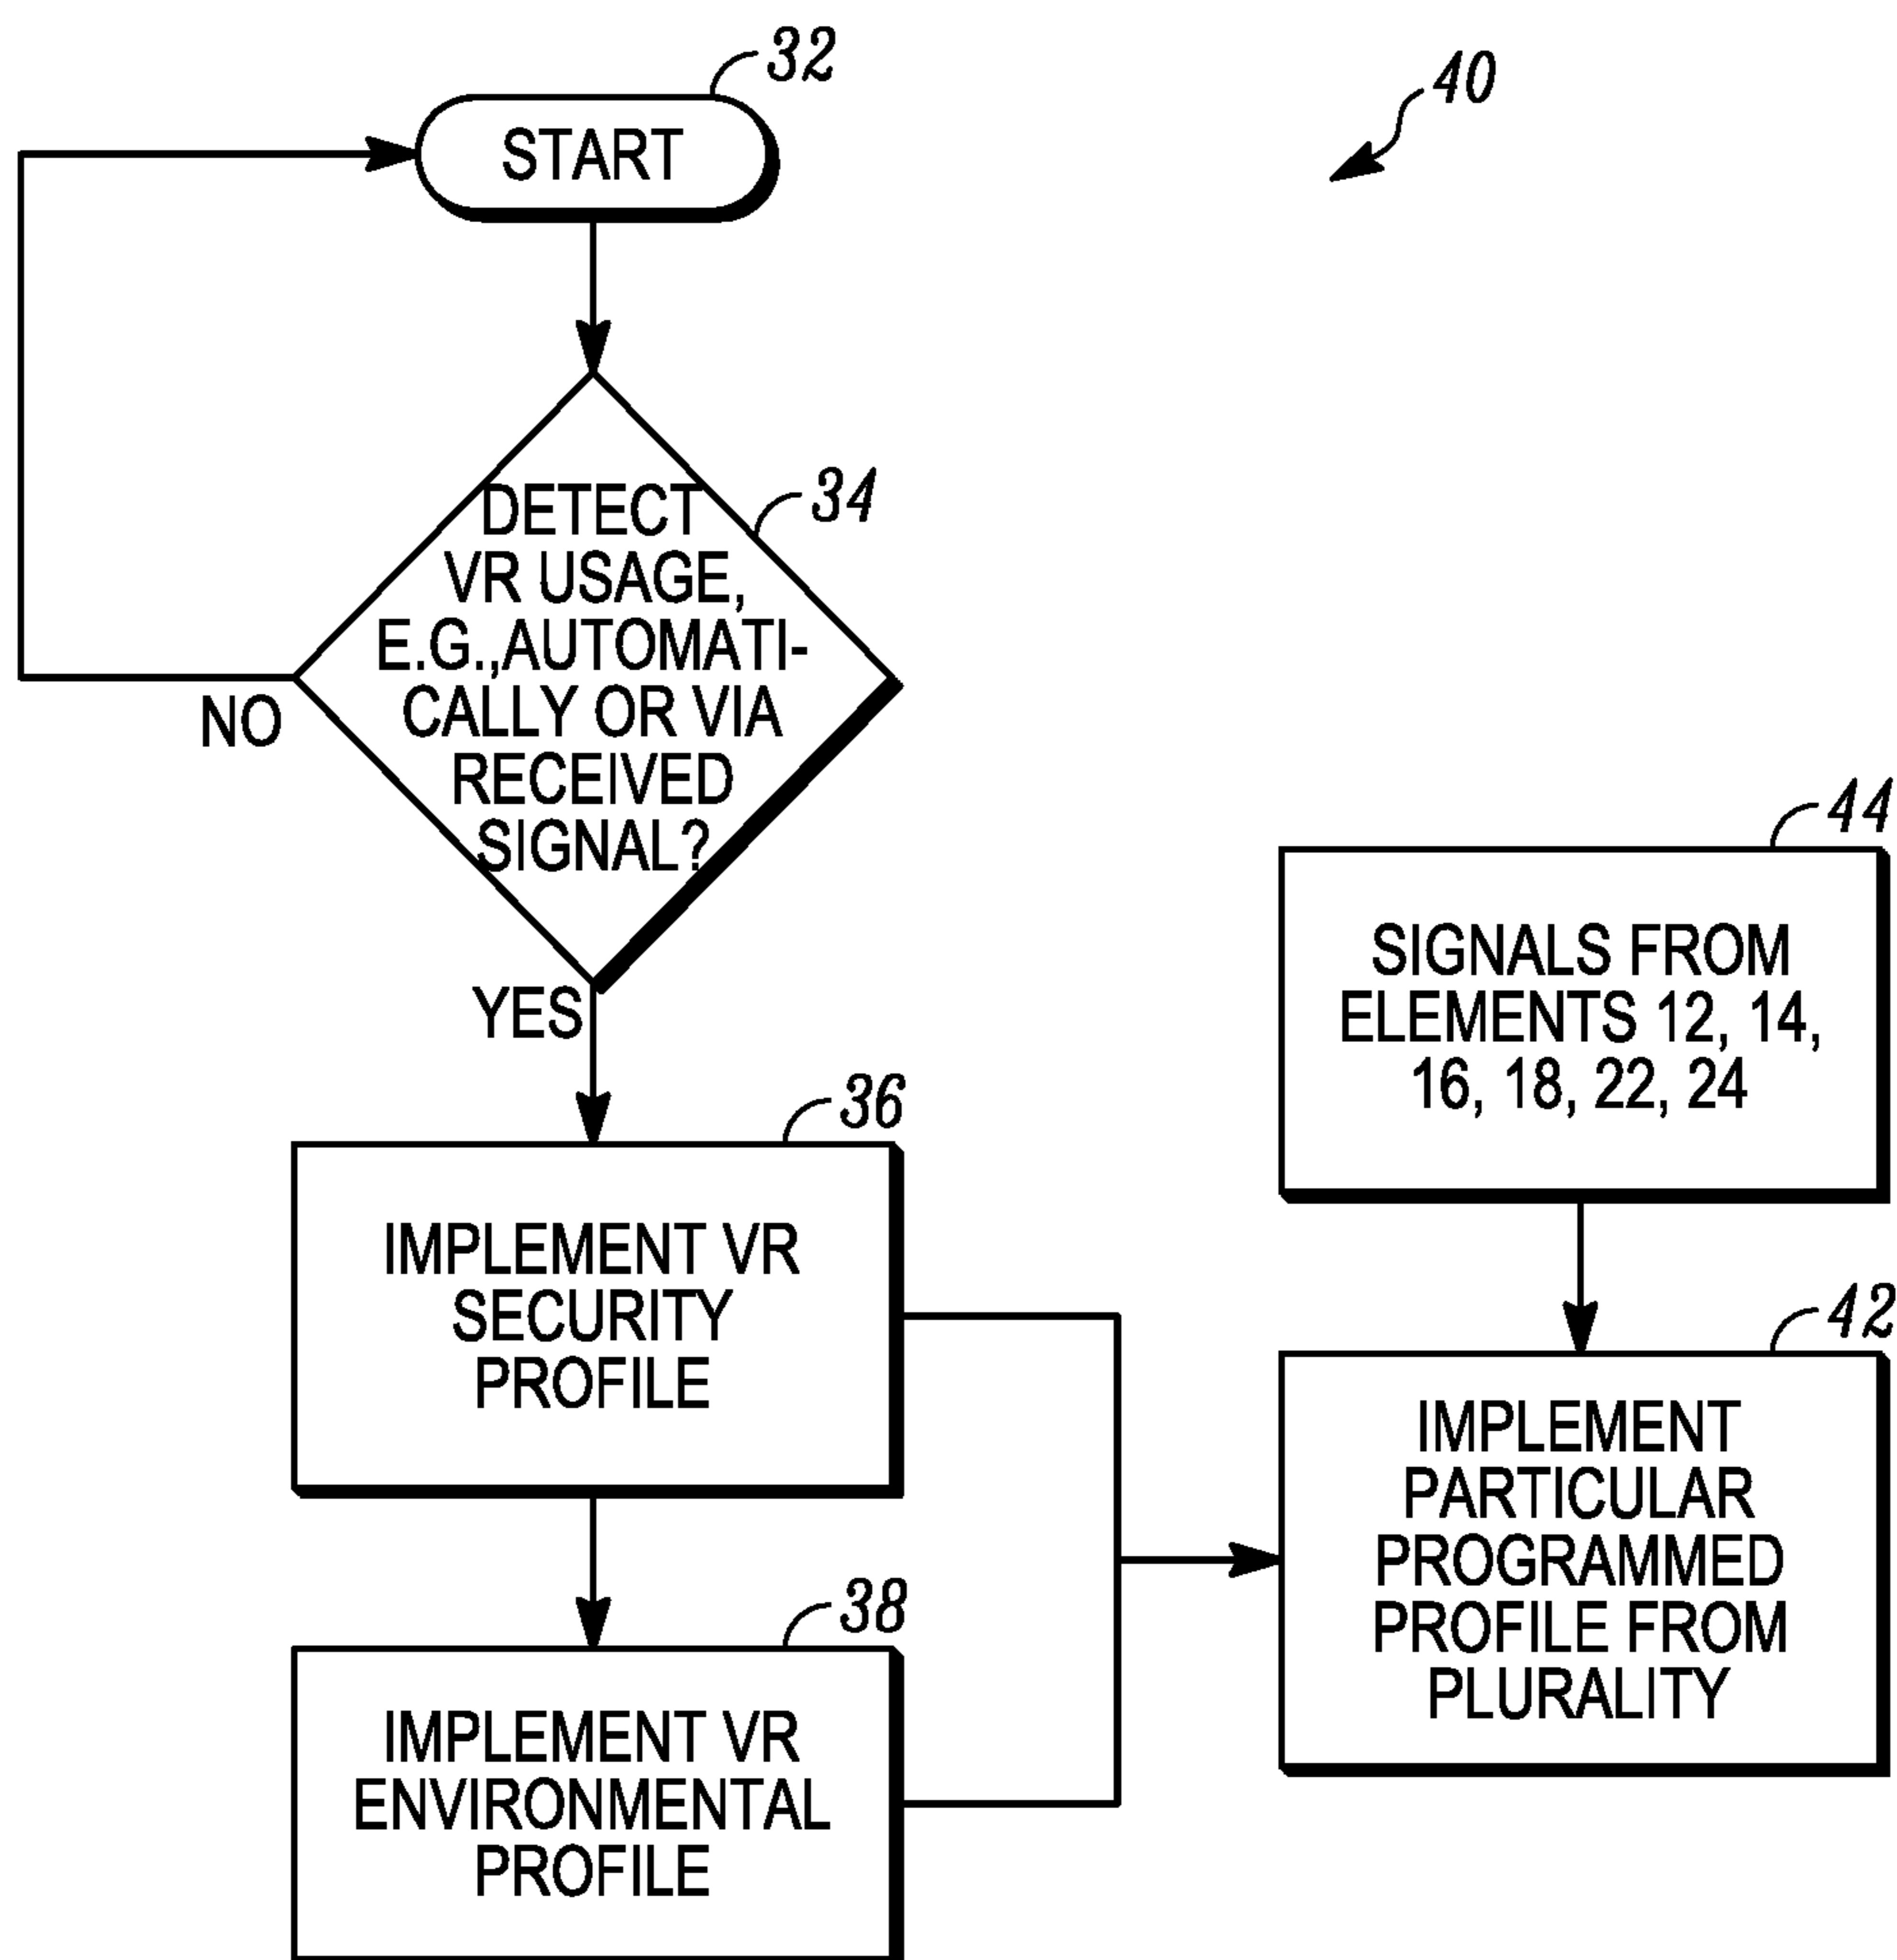 32
START
40
34
DETECT
VR USAGE,
E.G.,AUTOMATI-
CALLY OR VIA
RECEIVED
SIGNAL?
NO
YES
36
IMPLEMENT VR
SECURITY
PROFILE
38
IMPLEMENT VR
ENVIRONMENTAL
PROFILE
44
SIGNALS FROM
ELEMENTS 12, 14,
16, 18, 22, 24
42
IMPLEMENT
PARTICULAR
PROGRAMMED
PROFILE FROM
PLURALITY